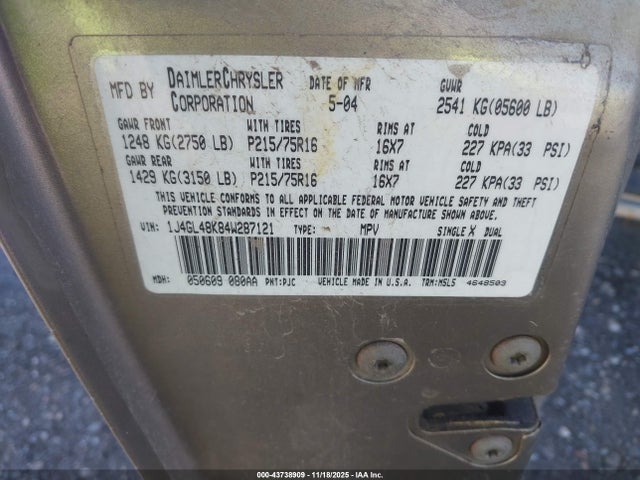 MFD BY DAIMLERCHRYSLER CORPORATION DATE OF MFR 5-04 GVWR 2541 KG(05600 LB)
GAWR FRONT WITH TIRES RIMS AT COLD
1248 KG(2750 LB) P215/75R16 16X7 227 KPA(33 PSI)
GAWR REAR WITH TIRES RIMS AT COLD
1429 KG(3150 LB) P215/75R16 16X7 227 KPA(33 PSI)
THIS VEHICLE CONFORMS TO ALL APPLICABLE FEDERAL MOTOR VEHICLE SAFETY AND THEFT
PREVENTION STANDARDS IN EFFECT ON THE DATE OF MANUFACTURE SHOWN ABOVE.
VIN: 1J4GL48K84W287121 TYPE: MPV SINGLE X DUAL
MDH: 050609 080AA PNT:PJC VEHICLE MADE IN U.S.A. TRM:MSL5 4648503
000-43738909 - 11/18/2025 - IAA Inc.